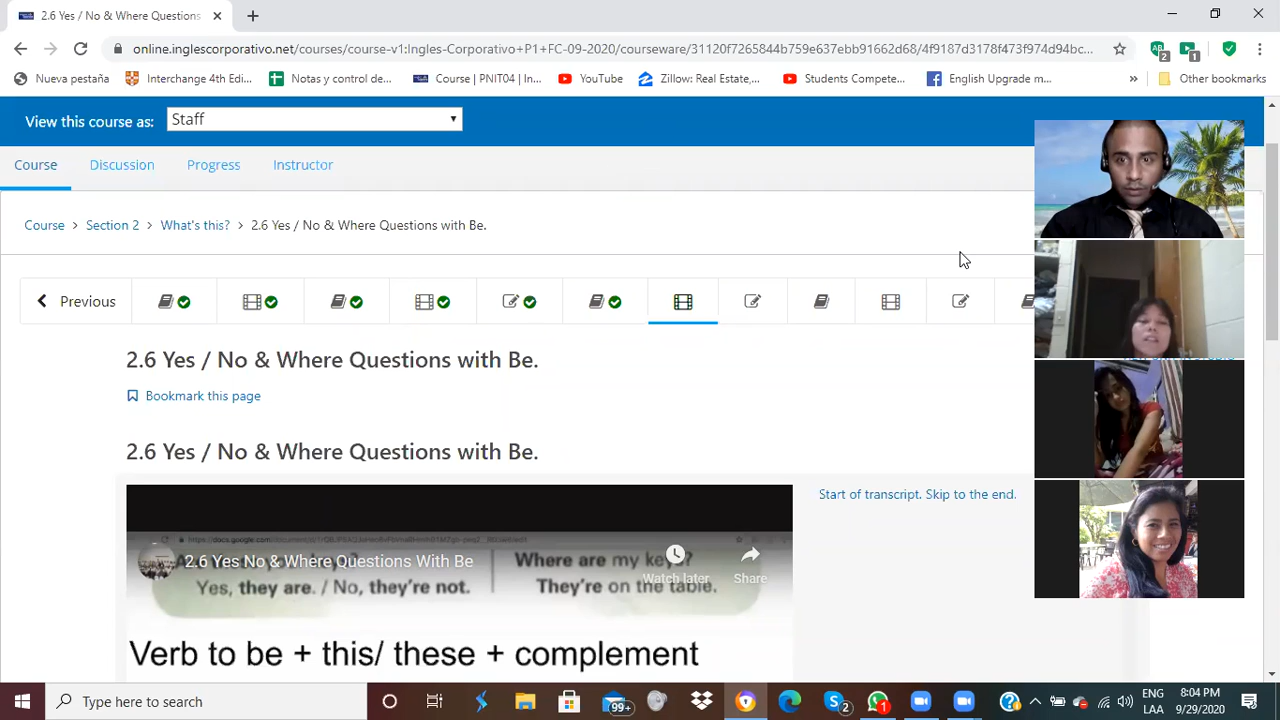 2.6 Yes / No & Where Questions
online.inglescorporativo.net/courses/course-v1:Ingles-Corporativo+P1+FC-09-2020/courseware/31120f7265844b759e637ebb91662d68/4f9187d3178f473f974d94bc...
2
1
Nueva pestaña
Interchange 4th Edi...
Notas y control de...
Course | PNIT04 | In...
YouTube
Zillow: Real Estate,...
Students Compete...
English Upgrade m...
»
Other bookmarks
View this course as:
Staff
Course
Discussion
Progress
Instructor
Course > Section 2 > What's this? > 2.6 Yes / No & Where Questions with Be.
Previous
2.6 Yes / No & Where Questions with Be.
Bookmark this page
2.6 Yes / No & Where Questions with Be.
Start of transcript. Skip to the end.
2.6 Yes No & Where Questions With Be
Watch later
Share
Where are my keys?
Yes, they are. / No, they're not.
They're on the table.
Verb to be + this/ these + complement
Type here to search
99+
2
1
ENG
LAA
8:04 PM
9/29/2020